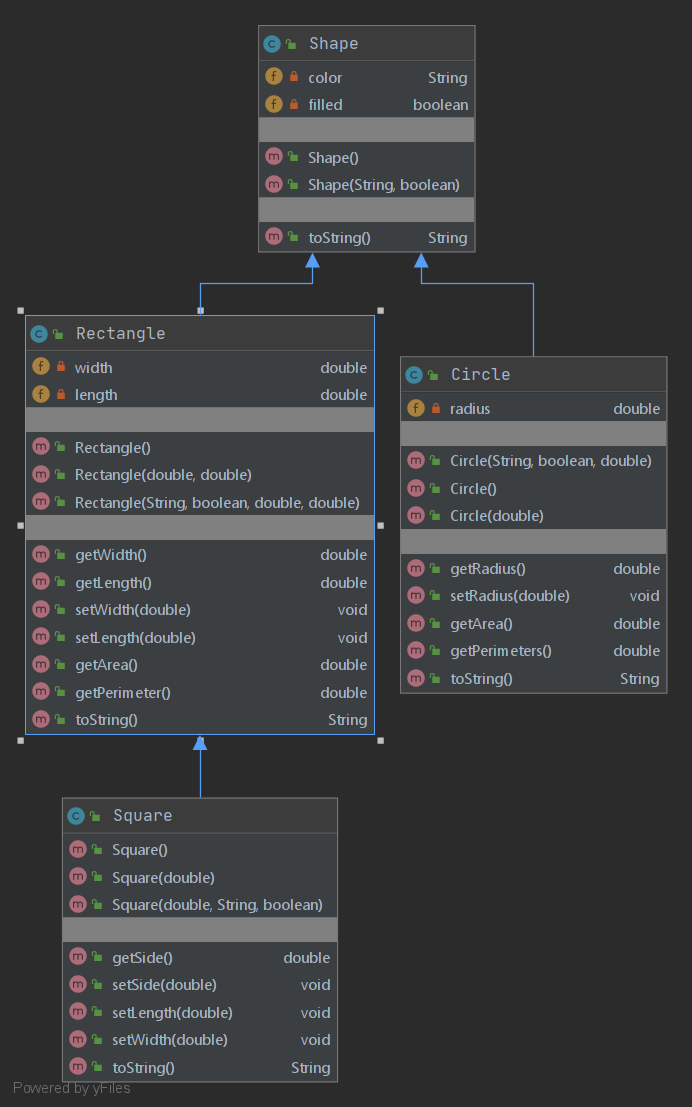 Shape
color String
filled boolean
Shape()
Shape(String, boolean)
toString() String
Rectangle
width double
length double
Rectangle()
Rectangle(double, double)
Rectangle(String, boolean, double, double)
getWidth() double
getLength() double
setWidth(double) void
setLength(double) void
getArea() double
getPerimeter() double
toString() String
Circle
radius double
Circle(String, boolean, double)
Circle()
Circle(double)
getRadius() double
setRadius(double) void
getArea() double
getPerimeters() double
toString() String
Square
Square()
Square(double)
Square(double, String, boolean)
getSide() double
setSide(double) void
setLength(double) void
setWidth(double) void
toString() String
Powered by yFiles